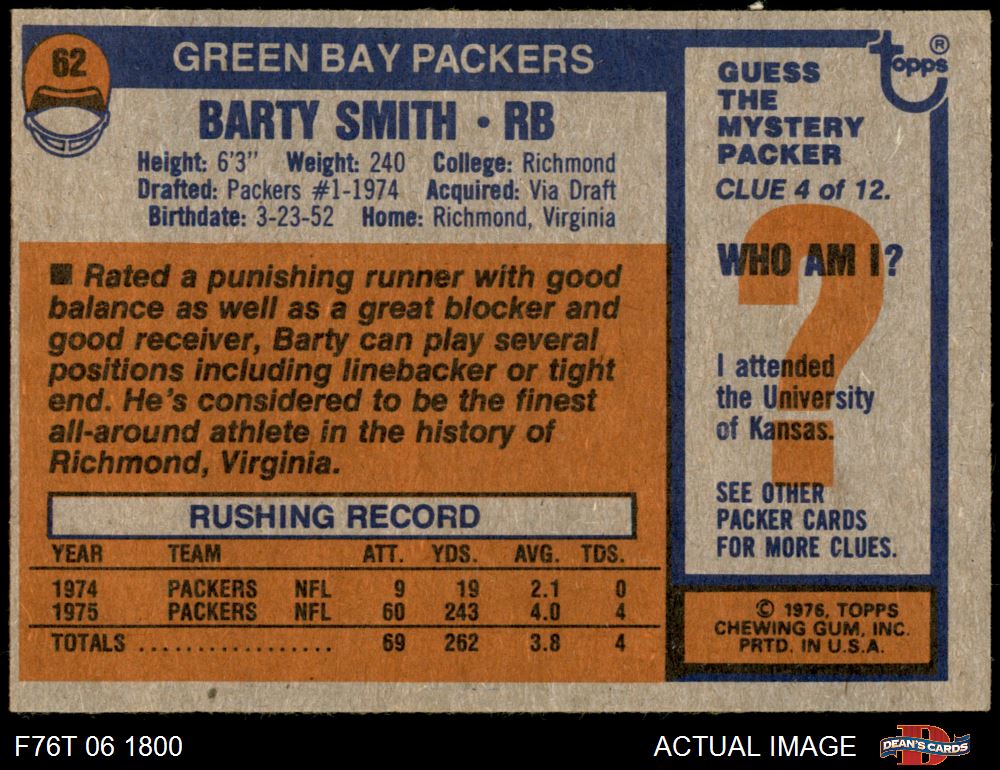 62
GREEN BAY PACKERS
BARTY SMITH • RB
Height: 6'3" Weight: 240 College: Richmond
Drafted: Packers #1-1974 Acquired: Via Draft
Birthdate: 3-23-52 Home: Richmond, Virginia
■ Rated a punishing runner with good
balance as well as a great blocker and
good receiver, Barty can play several
positions including linebacker or tight
end. He's considered to be the finest
all-around athlete in the history of
Richmond, Virginia.
RUSHING RECORD
YEAR TEAM ATT. YDS. AVG. TDS.
1974 PACKERS NFL 9 19 2.1 0
1975 PACKERS NFL 60 243 4.0 4
TOTALS ................. 69 262 3.8 4
topps ®
GUESS
THE
MYSTERY
PACKER
CLUE 4 of 12.
WHO AM I?
?
I attended
the University
of Kansas.
SEE OTHER
PACKER CARDS
FOR MORE CLUES.
© 1976, TOPPS
CHEWING GUM, INC.
PRTD. IN U.S.A.
F76T 06 1800
ACTUAL IMAGE
DEAN'S CARDS